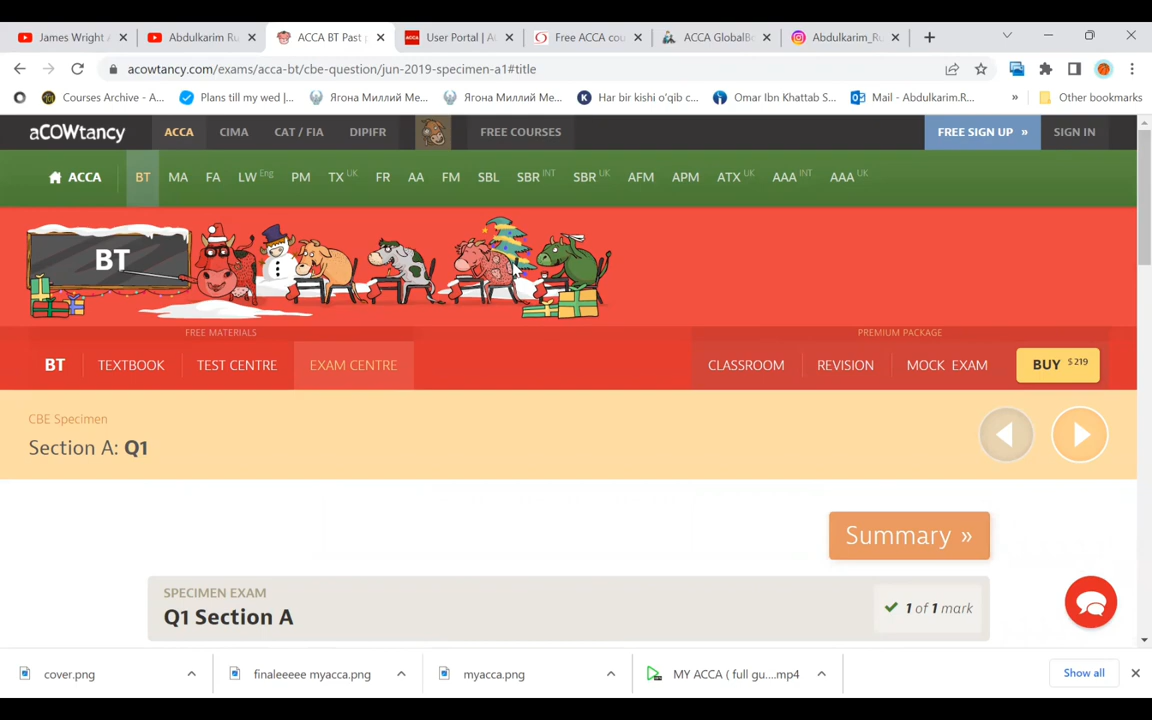 James Wright / Abdulkarim Ru ACCA BT Past p User Portal | AC Free ACCA cou ACCA GlobalBo Abdulkarim_Ru
acowtancy.com/exams/acca-bt/cbe-question/jun-2019-specimen-a1#title
Courses Archive - A... Plans till my wed |... Ягона Миллий Ме... Ягона Миллий Ме... Har bir kishi o'qib c... Omar Ibn Khattab S... Mail - Abdulkarim.R... » Other bookmarks
aCOWtancy ACCA CIMA CAT / FIA DIPIFR FREE COURSES FREE SIGN UP » SIGN IN
ACCA BT MA FA LW Eng PM TX UK FR AA FM SBL SBR INT SBR UK AFM APM ATX UK AAA INT AAA UK
BT
FREE MATERIALS PREMIUM PACKAGE
BT TEXTBOOK TEST CENTRE EXAM CENTRE CLASSROOM REVISION MOCK EXAM BUY $219
CBE Specimen
Section A: Q1
Summary »
SPECIMEN EXAM
Q1 Section A
1 of 1 mark
cover.png finaleeeee myacca.png myacca.png MY ACCA ( full gu....mp4 Show all